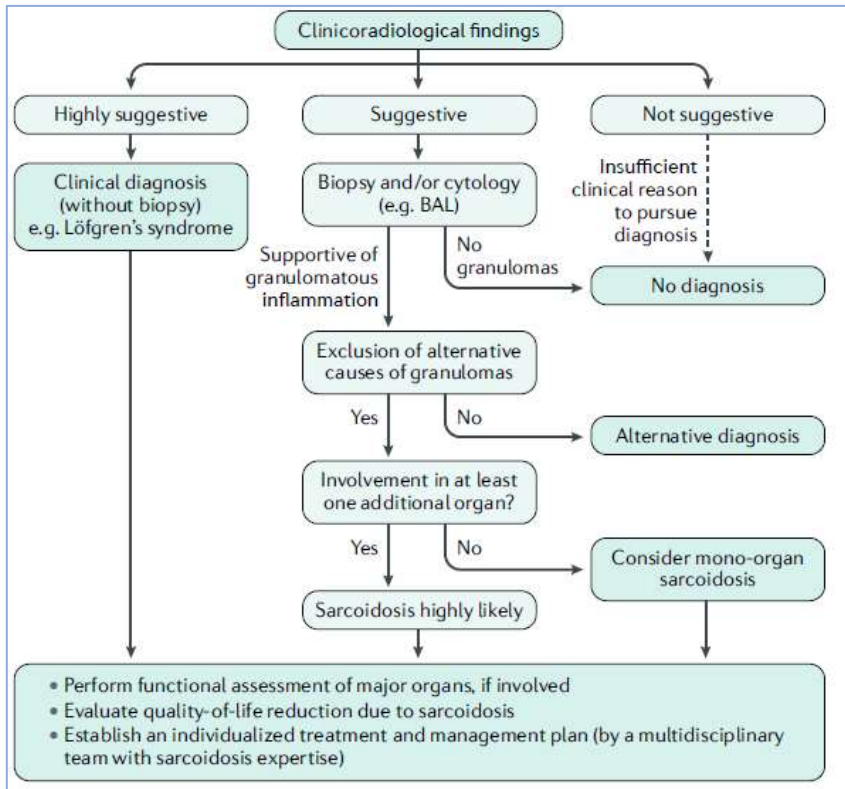 Clinicoradiological findings
Highly suggestive
Suggestive
Not suggestive
Clinical diagnosis
(without biopsy)
e.g. Löfgren's syndrome
Biopsy and/or cytology
(e.g. BAL)
Insufficient
clinical reason
to pursue
diagnosis
Supportive of
granulomatous
inflammation
No
granulomas
No diagnosis
Exclusion of alternative
causes of granulomas
Yes
No
Alternative diagnosis
Involvement in at least
one additional organ?
Yes
No
Consider mono-organ
sarcoidosis
Sarcoidosis highly likely
• Perform functional assessment of major organs, if involved
• Evaluate quality-of-life reduction due to sarcoidosis
• Establish an individualized treatment and management plan (by a multidisciplinary
team with sarcoidosis expertise)